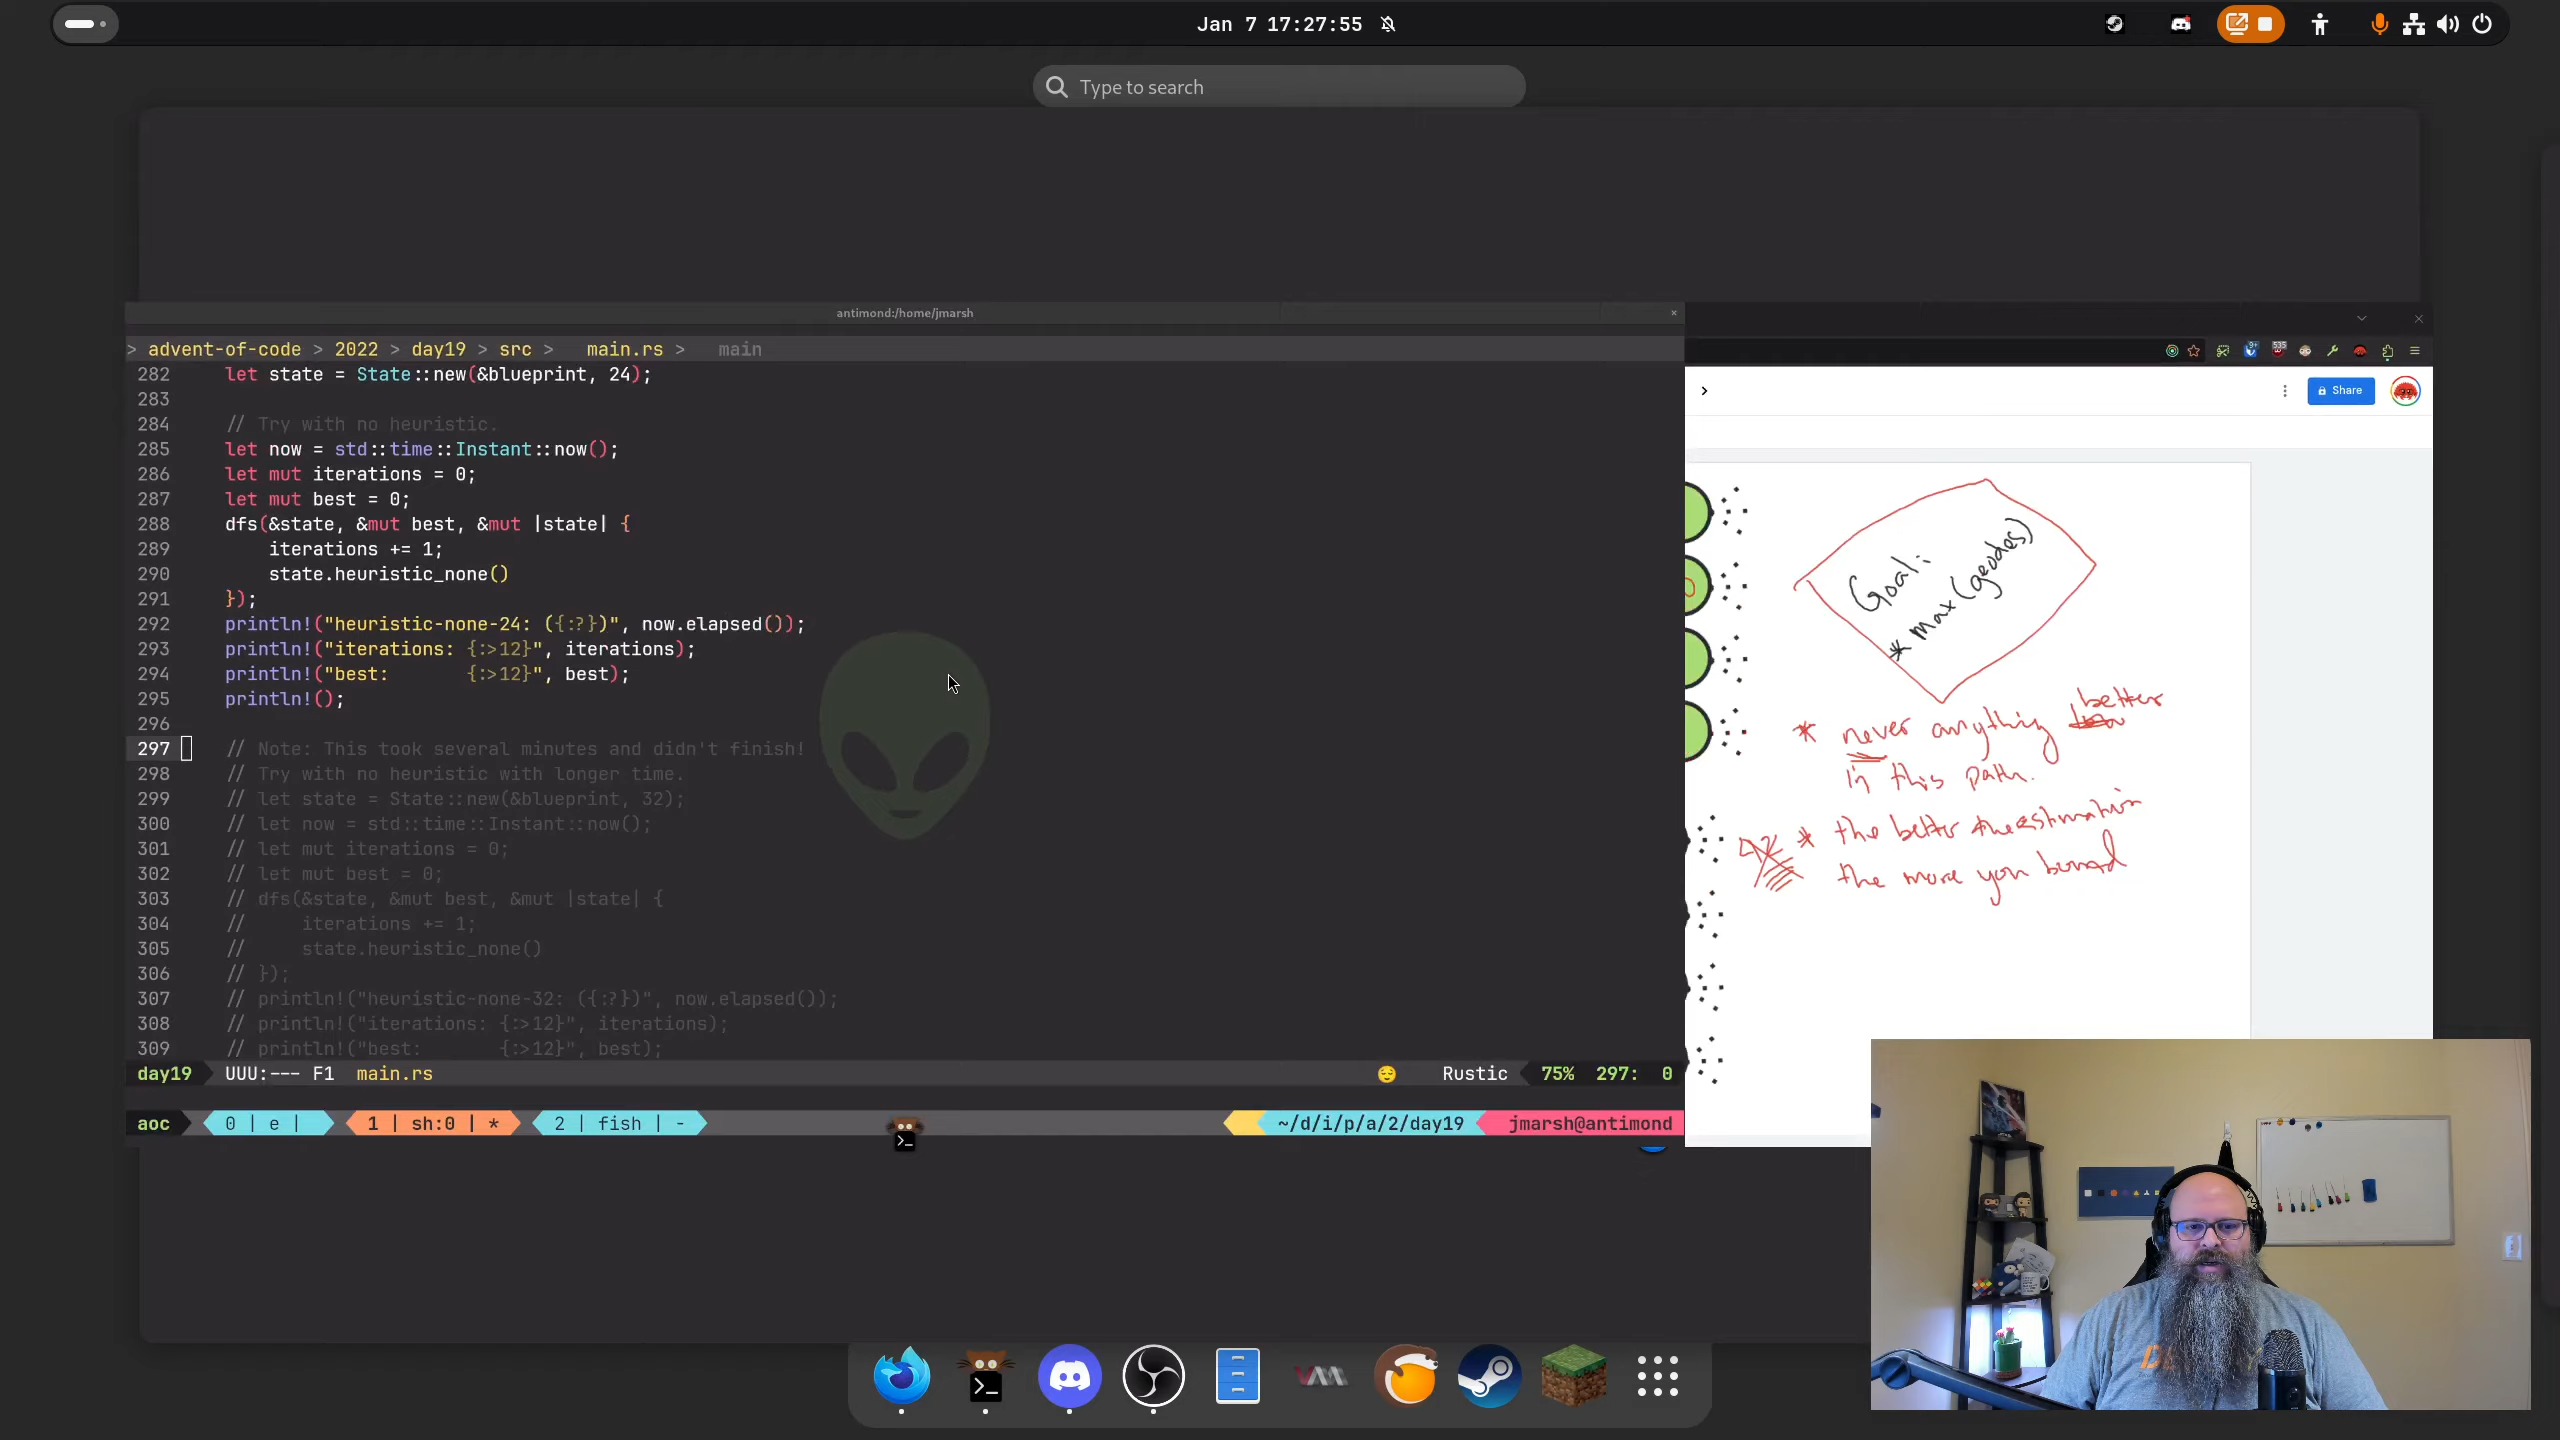 Jan 7 17:27:55
Type to search
antimond:/home/jmarsh
> advent-of-code > 2022 > day19 > src > main.rs > main
282 let state = State::new(&blueprint, 24);
283
284 // Try with no heuristic.
285 let now = std::time::Instant::now();
286 let mut iterations = 0;
287 let mut best = 0;
288 dfs(&state, &mut best, &mut |state| {
289 iterations += 1;
290 state.heuristic_none()
291 });
292 println!("heuristic-none-24: ({:?})", now.elapsed());
293 println!("iterations: {:>12}", iterations);
294 println!("best: {:>12}", best);
295 println!();
296
297 // Note: This took several minutes and didn't finish!
298 // Try with no heuristic with longer time.
299 // let state = State::new(&blueprint, 32);
300 // let now = std::time::Instant::now();
301 // let mut iterations = 0;
302 // let mut best = 0;
303 // dfs(&state, &mut best, &mut |state| {
304 // iterations += 1;
305 // state.heuristic_none()
306 // });
307 // println!("heuristic-none-32: ({:?})", now.elapsed());
308 // println!("iterations: {:>12}", iterations);
309 // println!("best: {:>12}", best);
day19 UUU:--- F1 main.rs Rustic 75% 297: 0
aoc 0 | e | 1 | sh:0 | * 2 | fish | - ~/d/i/p/a/2/day19 jmarsh@antimond
9+ 535
Share
Goal:
* max(geodes)
* never anything better
in this path.
* the better the estimation
the more you bound